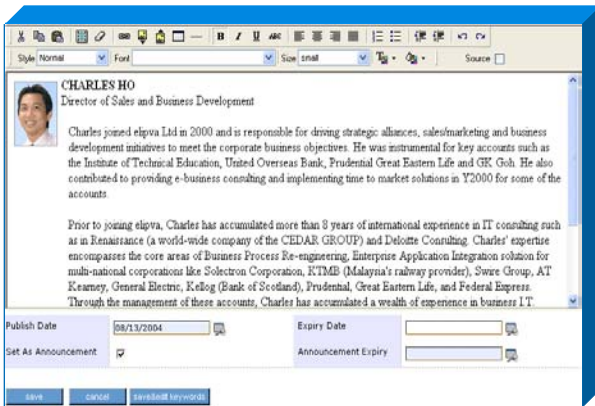 B I U ABC
Style Normal Font Size small Source
CHARLES HO
Director of Sales and Business Development
Charles joined elipva Ltd in 2000 and is responsible for driving strategic alliances, sales/marketing and business
development initiatives to meet the corporate business objectives. He was instrumental for key accounts such as
the Institute of Technical Education, United Overseas Bank, Prudential Great Eastern Life and GK Goh. He also
contributed to providing e-business consulting and implementing time to market solutions in Y2000 for some of the
accounts.
Prior to joining elipva, Charles has accumulated more than 8 years of international experience in IT consulting such
as in Renaissance (a world-wide company of the CEDAR GROUP) and Deloitte Consulting. Charles' expertise
encompasses the core areas of Business Process Re-engineering, Enterprise Application Integration solution for
multi-national corporations like Solectron Corporation, KTMB (Malaysia's railway provider), Swire Group, AT
Kearney, General Electric, Kellog (Bank of Scotland), Prudential, Great Eastern Life, and Federal Express.
Through the management of these accounts, Charles has accumulated a wealth of experience in business I.T.
Publish Date 08/13/2004 Expiry Date
Set As Announcement Announcement Expiry
save cancel save&edit keywords